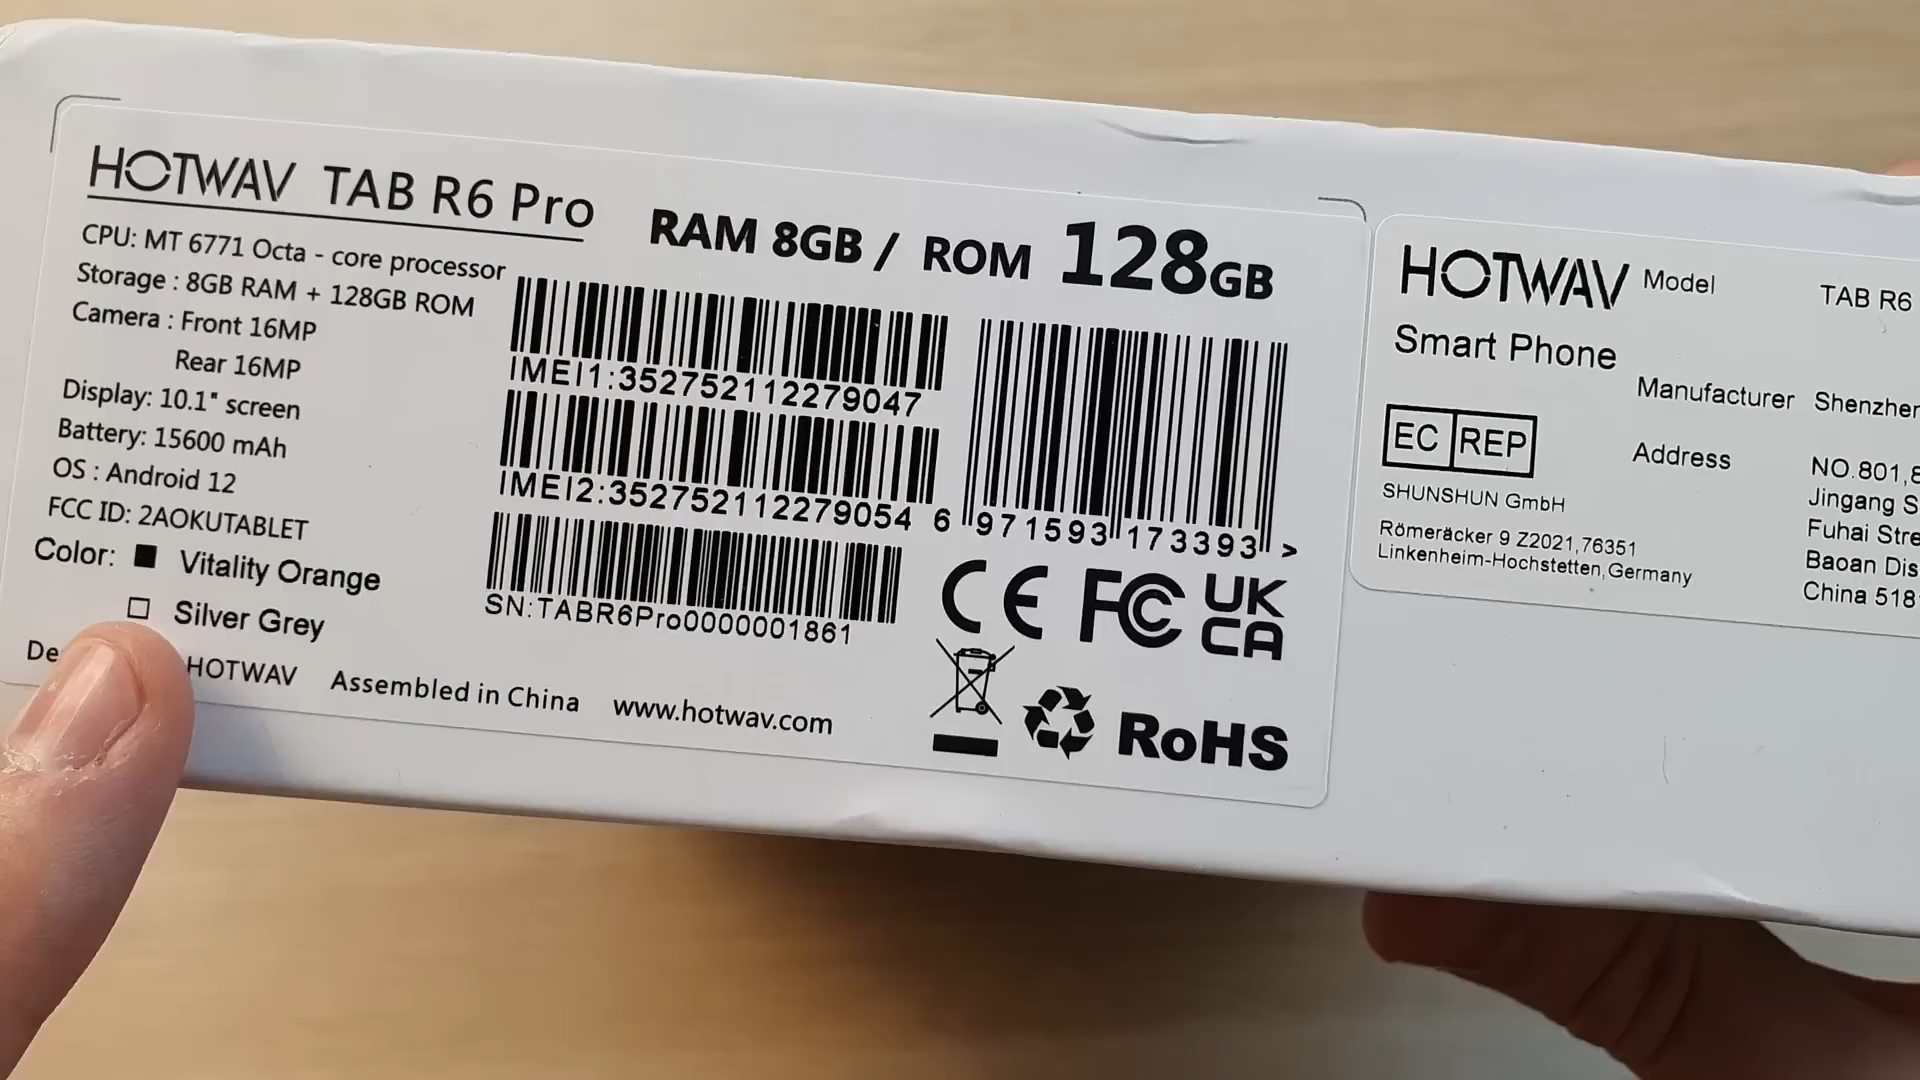 HOTWAV TAB R6 Pro
RAM 8GB / ROM 128GB
CPU: MT 6771 Octa - core processor
Storage : 8GB RAM + 128GB ROM
Camera : Front 16MP
Rear 16MP
Display: 10.1" screen
Battery: 15600 mAh
OS : Android 12
FCC ID: 2AOKUTABLET
Color: ■ Vitality Orange
□ Silver Grey
HOTWAV Assembled in China www.hotwav.com
IMEI1:352752112279047
IMEI2:352752112279054
SN:TABR6Pro0000001861
6 971593 173393 >
CE FC UK CA
RoHS
HOTWAV
Smart Phone
EC REP
SHUNSHUN GmbH
Römeräcker 9 Z2021,76351
Linkenheim-Hochstetten,Germany
Model TAB R6
Manufacturer
Address NO.801,
Jingang
Fuhai
Baoan
China